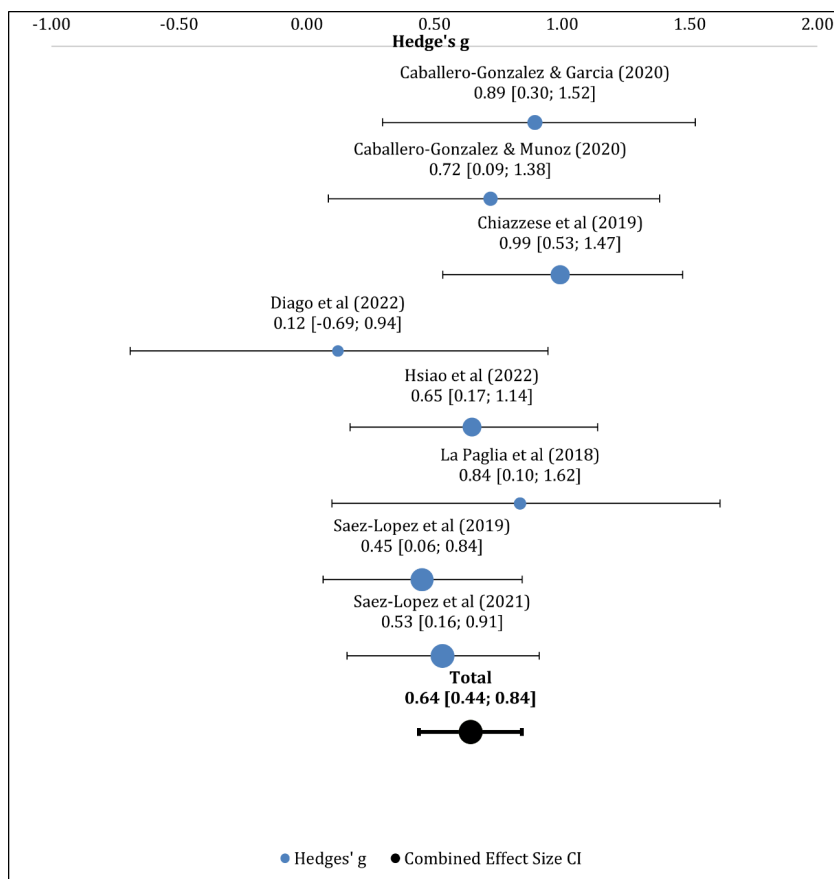 -1.00 -0.50 0.00 0.50 1.00 1.50 2.00
Hedge's g
Caballero-Gonzalez & Garcia (2020)
0.89 [0.30; 1.52]
Caballero-Gonzalez & Munoz (2020)
0.72 [0.09; 1.38]
Chiazzese et al (2019)
0.99 [0.53; 1.47]
Diago et al (2022)
0.12 [-0.69; 0.94]
Hsiao et al (2022)
0.65 [0.17; 1.14]
La Paglia et al (2018)
0.84 [0.10; 1.62]
Saez-Lopez et al (2019)
0.45 [0.06; 0.84]
Saez-Lopez et al (2021)
0.53 [0.16; 0.91]
Total
0.64 [0.44; 0.84]
Hedges' g Combined Effect Size CI